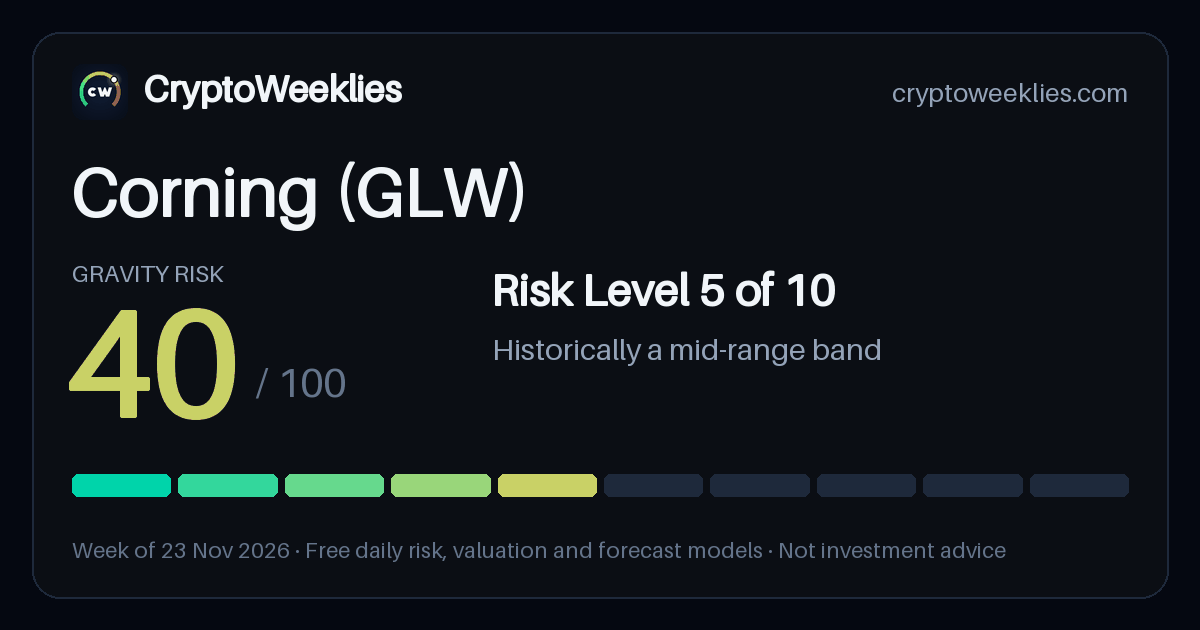 CW
CryptoWeeklies
cryptoweeklies.com
Corning (GLW)
GRAVITY RISK
40 / 100
Risk Level 5 of 10
Historically a mid-range band
Week of 23 Nov 2026 · Free daily risk, valuation and forecast models · Not investment advice